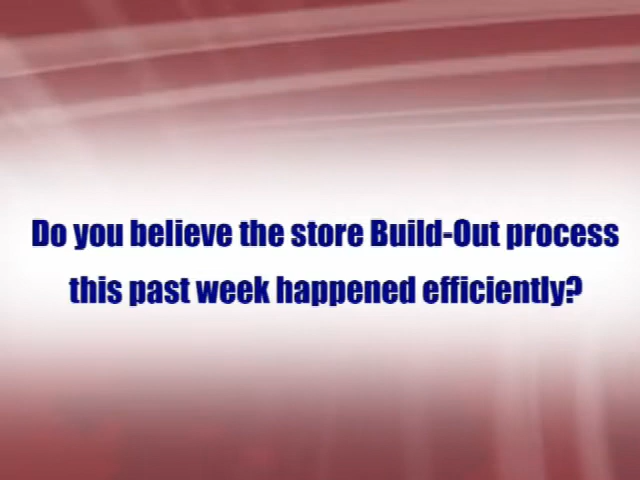 Do you believe the store Build-Out process
this past week happened efficiently?